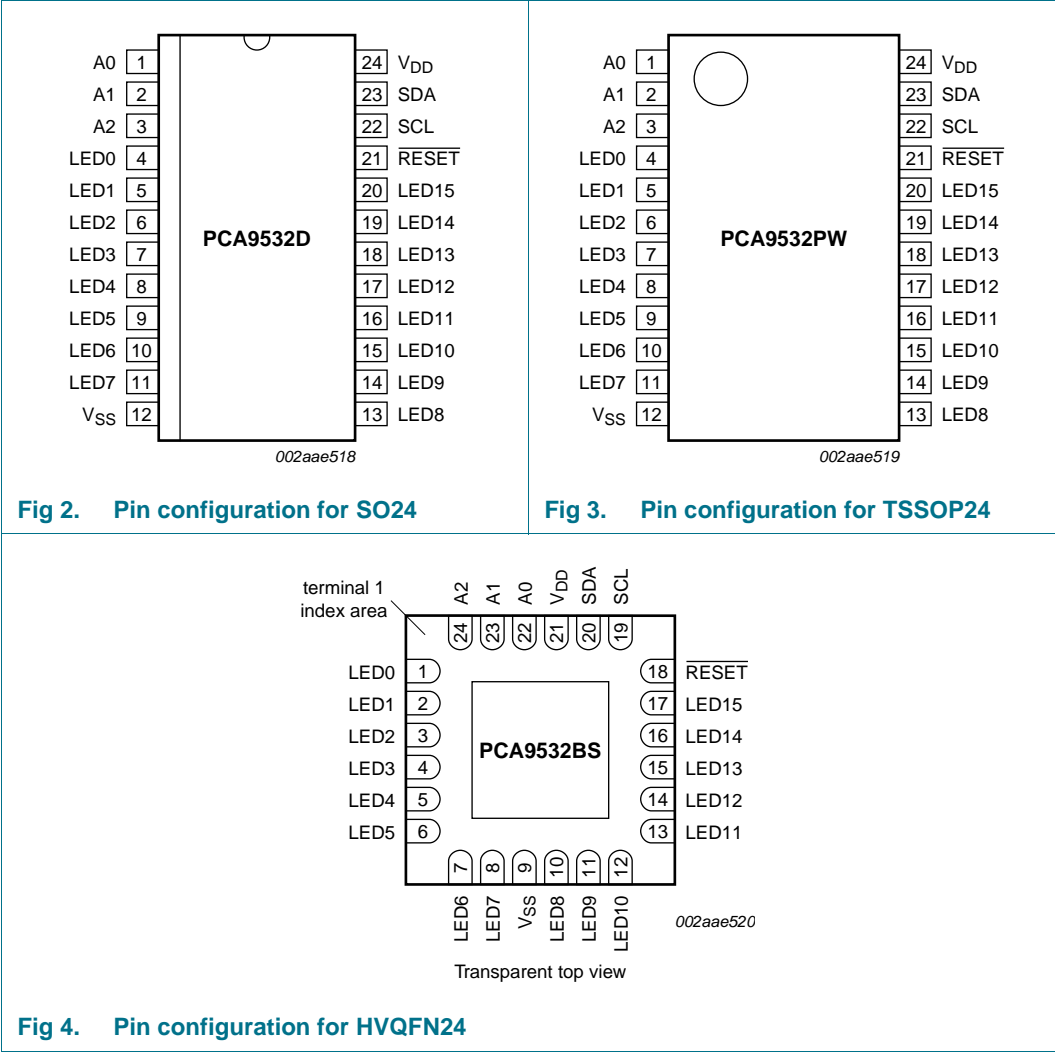 A0 1
A1 2
A2 3
LED0 4
LED1 5
LED2 6
LED3 7
LED4 8
LED5 9
LED6 10
LED7 11
VSS 12
PCA9532D
24 VDD
23 SDA
22 SCL
21 RESET
20 LED15
19 LED14
18 LED13
17 LED12
16 LED11
15 LED10
14 LED9
13 LED8
002aae518
Fig 2. Pin configuration for SO24
A0 1
A1 2
A2 3
LED0 4
LED1 5
LED2 6
LED3 7
LED4 8
LED5 9
LED6 10
LED7 11
VSS 12
PCA9532PW
24 VDD
23 SDA
22 SCL
21 RESET
20 LED15
19 LED14
18 LED13
17 LED12
16 LED11
15 LED10
14 LED9
13 LED8
002aae519
Fig 3. Pin configuration for TSSOP24
terminal 1
index area
A2 A1 A0 VDD SDA SCL
24 23 22 21 20 19
LED0 1
LED1 2
LED2 3
LED3 4
LED4 5
LED5 6
PCA9532BS
18 RESET
17 LED15
16 LED14
15 LED13
14 LED12
13 LED11
7 8 9 10 11 12
LED6 LED7 VSS LED8 LED9 LED10
002aae520
Transparent top view
Fig 4. Pin configuration for HVQFN24